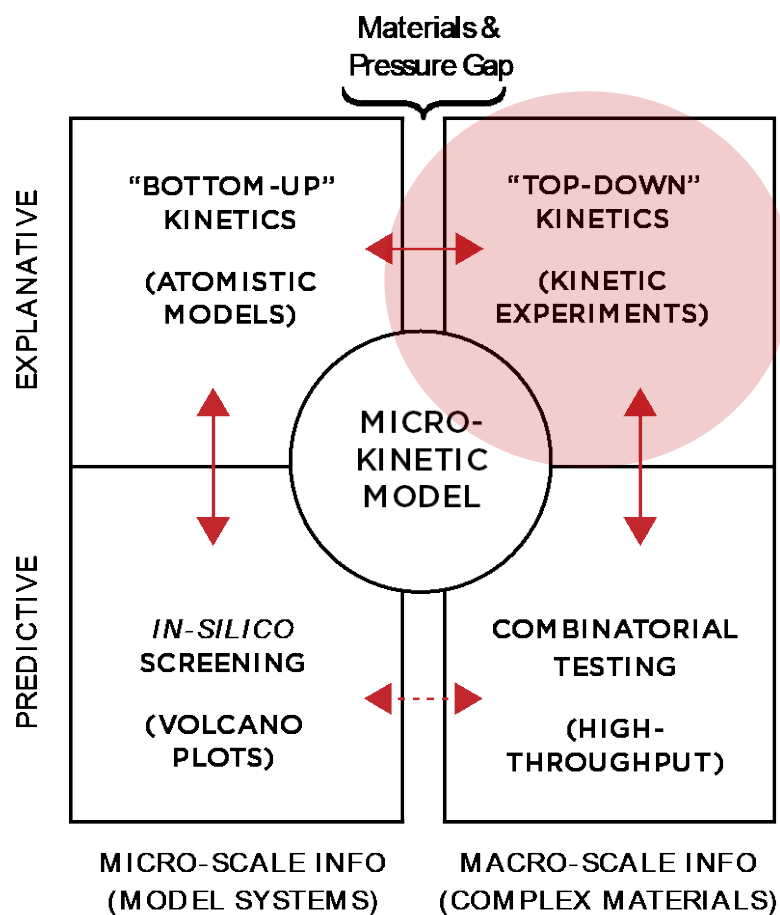 Materials &
Pressure Gap
EXPLANATIVE
“BOTTOM-UP”
KINETICS
(ATOMISTIC
MODELS)
“TOP-DOWN”
KINETICS
(KINETIC
EXPERIMENTS)
MICRO-
KINETIC
MODEL
PREDICTIVE
IN-SILICO
SCREENING
(VOLCANO
PLOTS)
COMBINATORIAL
TESTING
(HIGH-
THROUGHPUT)
MICRO-SCALE INFO
(MODEL SYSTEMS)
MACRO-SCALE INFO
(COMPLEX MATERIALS)